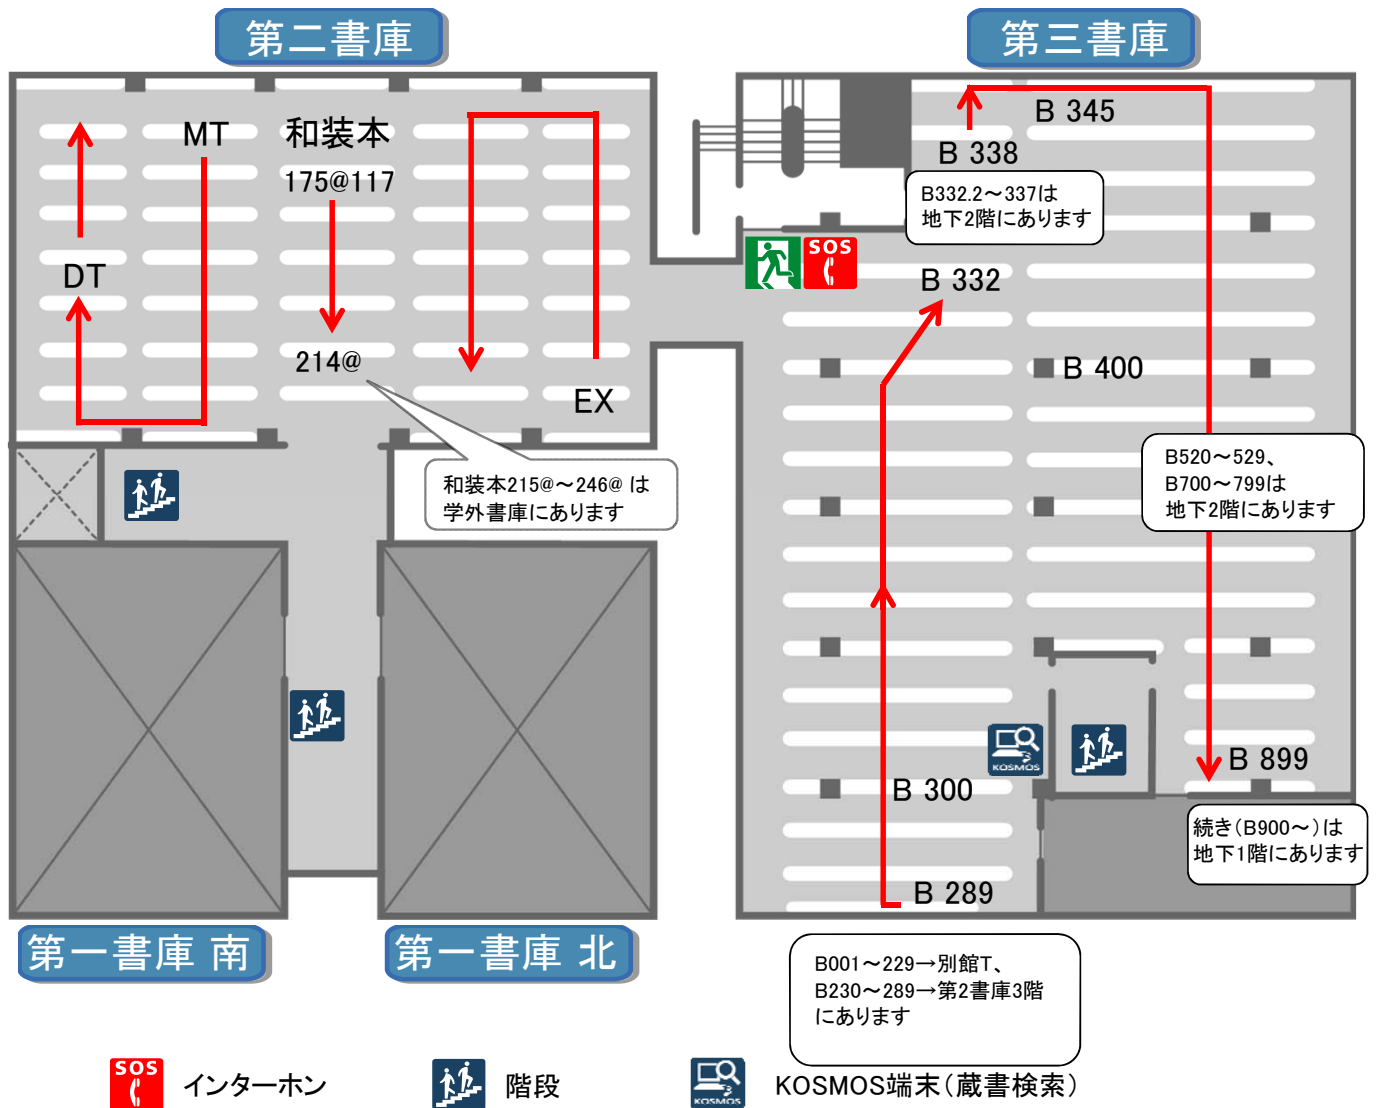 第二書庫
第三書庫
MT
和装本
175@117
DT
214@
EX
和装本215@～246@ は
学外書庫にあります
B 345
B 338
B332.2～337は
地下2階にあります
SOS
B 332
B 400
B520～529、
B700～799は
地下2階にあります
KOSMOS
B 899
B 300
続き(B900～)は
地下1階にあります
B 289
第一書庫 南
第一書庫 北
B001～229→別館T、
B230～289→第2書庫3階
にあります
SOS
インターホン
階段
KOSMOS
KOSMOS端末(蔵書検索)